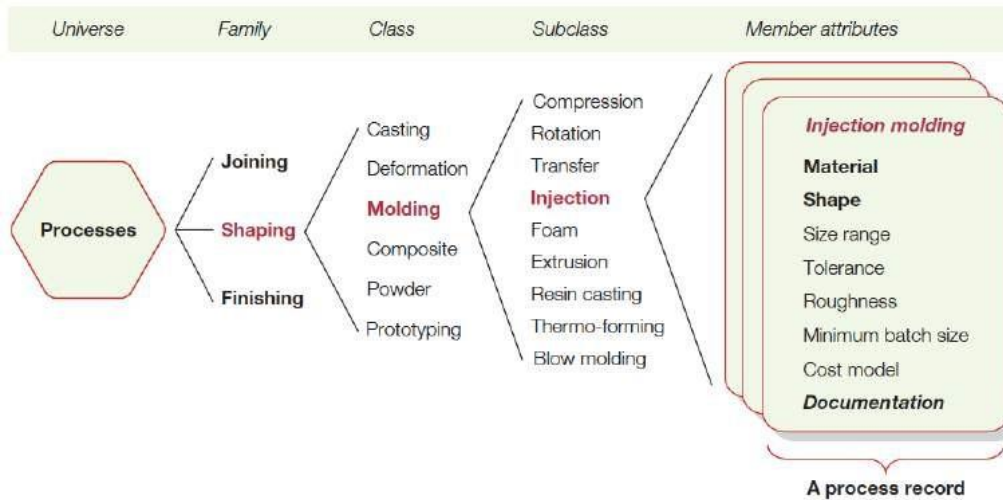 Universe Family Class Subclass Member attributes
Processes
Joining
Shaping
Finishing
Casting
Deformation
Molding
Composite
Powder
Prototyping
Compression
Rotation
Transfer
Injection
Foam
Extrusion
Resin casting
Thermo-forming
Blow molding
Injection molding
Material
Shape
Size range
Tolerance
Roughness
Minimum batch size
Cost model
Documentation
A process record